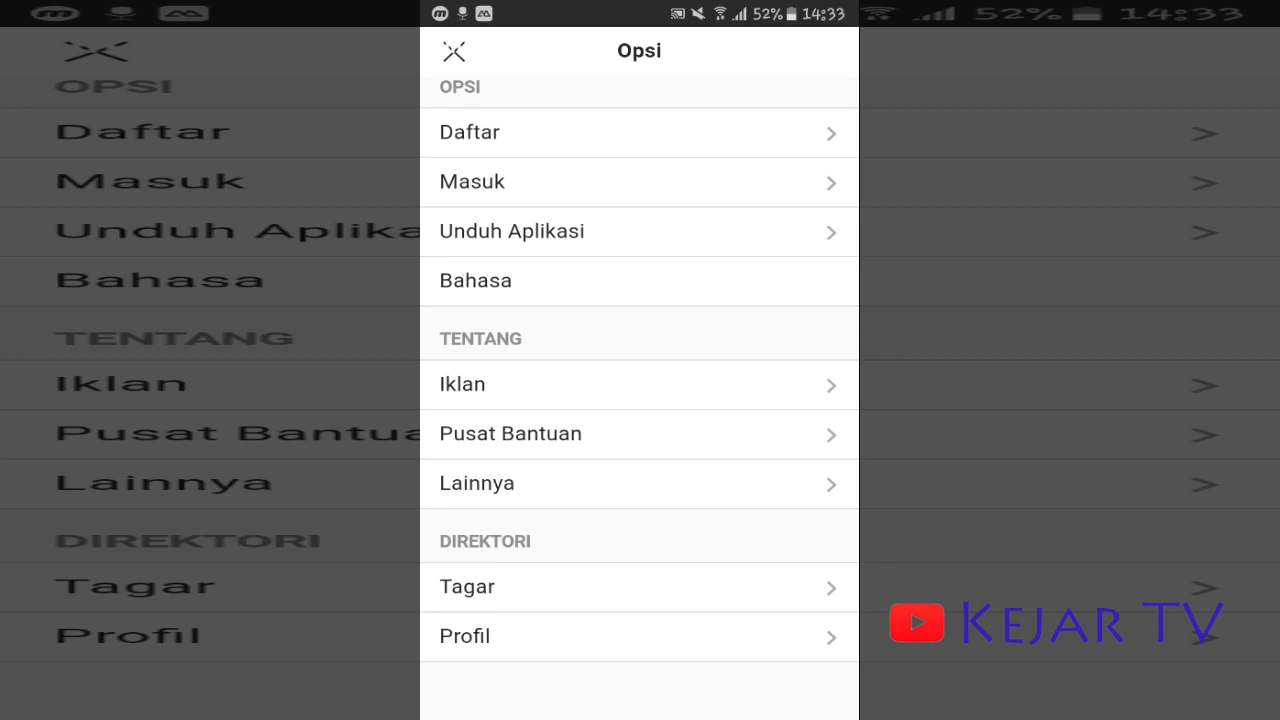 52% 14:33
Opsi
OPSI
Daftar
Masuk
Unduh Aplikasi
Bahasa
TENTANG
Iklan
Pusat Bantuan
Lainnya
DIREKTORI
Tagar
Profil
KEJAR TV